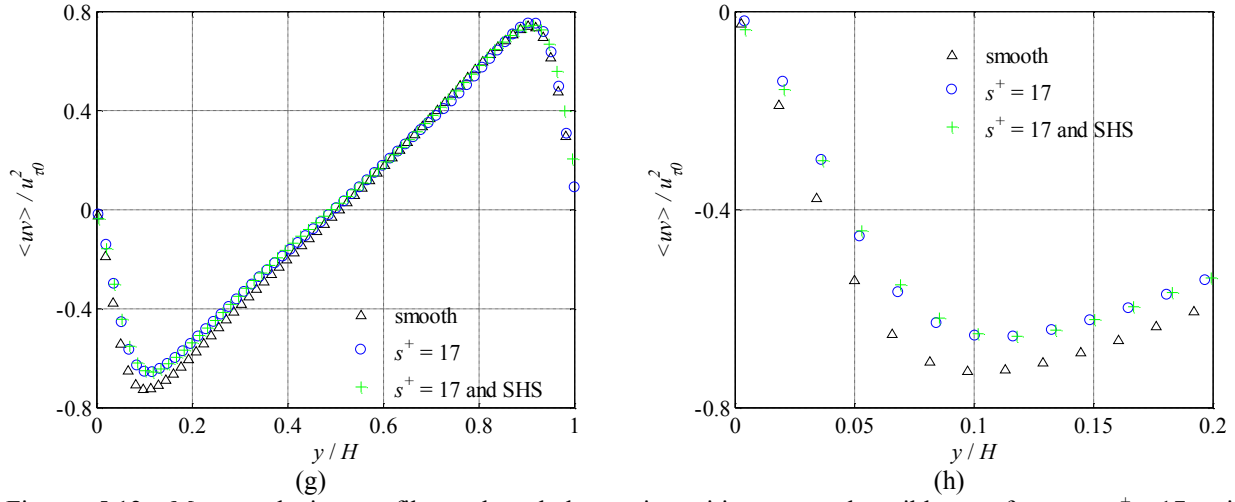 0.8
0.4
0
-0.4
-0.8
<uv> / u²τ0
0 0.2 0.4 0.6 0.8 1
y / H
smooth
s⁺ = 17
s⁺ = 17 and SHS
(g)
0
-0.4
-0.8
<uv> / u²τ0
0 0.05 0.1 0.15 0.2
y / H
smooth
s⁺ = 17
s⁺ = 17 and SHS
(h)